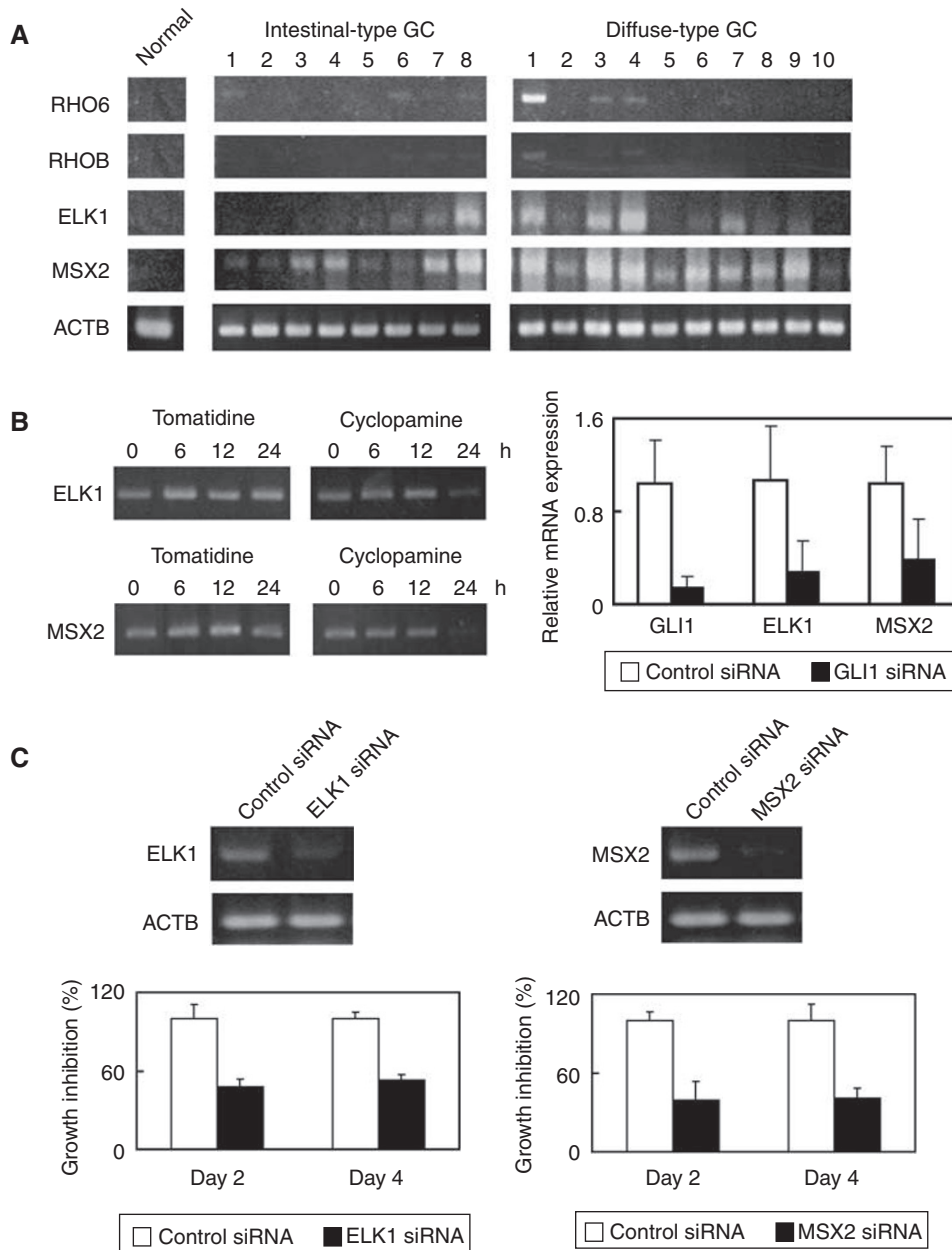 A
Normal
Intestinal-type GC
1 2 3 4 5 6 7 8
Diffuse-type GC
1 2 3 4 5 6 7 8 9 10
RHO6
RHOB
ELK1
MSX2
ACTB
B
Tomatidine
0 6 12 24
Cyclopamine
0 6 12 24 h
ELK1
Tomatidine
0 6 12 24
Cyclopamine
0 6 12 24 h
MSX2
Relative mRNA expression
1.6
0.8
0
GLI1 ELK1 MSX2
Control siRNA GLI1 siRNA
C
Control siRNA
ELK1 siRNA
ELK1
ACTB
Growth inhibition (%)
120
60
0
Day 2 Day 4
Control siRNA ELK1 siRNA
Control siRNA
MSX2 siRNA
MSX2
ACTB
Growth inhibition (%)
120
60
0
Day 2 Day 4
Control siRNA MSX2 siRNA